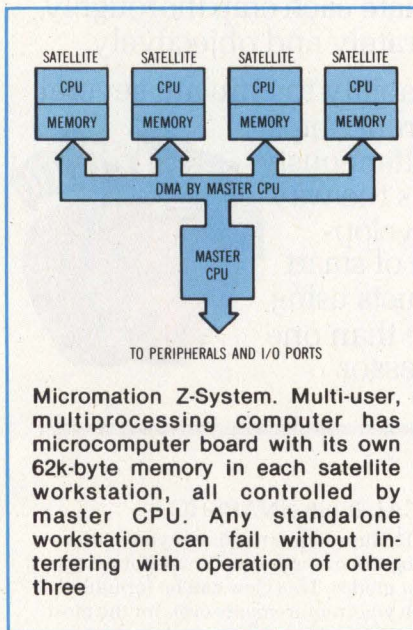 SATELLITE SATELLITE SATELLITE SATELLITE
CPU CPU CPU CPU
MEMORY MEMORY MEMORY MEMORY
DMA BY MASTER CPU
MASTER
CPU
TO PERIPHERALS AND I/O PORTS
Micromation Z-System. Multi-user,
multiprocessing computer has
microcomputer board with its own
62k-byte memory in each satellite
workstation, all controlled by
master CPU. Any standalone
workstation can fail without in-
terfering with operation of other
three